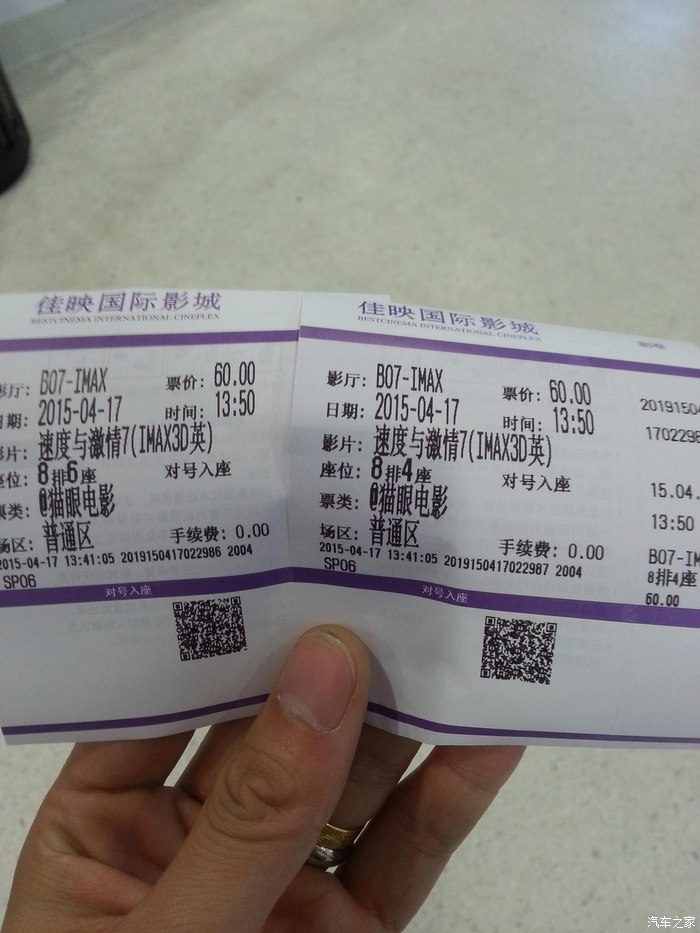 佳映国际影城
BESTCINEMA INTERNATIONAL CINEPLEX
影厅: B07-IMAX 票价: 60.00
日期: 2015-04-17 时间: 13:50
影片: 速度与激情7(IMAX3D英)
座位: 8排6座 对号入座
票类: @猫眼电影
场区: 普通区 手续费: 0.00
2015-04-17 13:41:05 2019150417022986 2004
SP06
对号入座
佳映国际影城
BESTCINEMA INTERNATIONAL CINEPLEX
影厅: B07-IMAX 票价: 60.00
日期: 2015-04-17 时间: 13:50
影片: 速度与激情7(IMAX3D英)
座位: 8排4座 对号入座
票类: @猫眼电影
场区: 普通区 手续费: 0.00
2015-04-17 13:41:05 2019150417022987 2004
SP06
对号入座
20191504
1702298
15.04.
13:50
B07-IM
8排4座
60.00
汽车之家